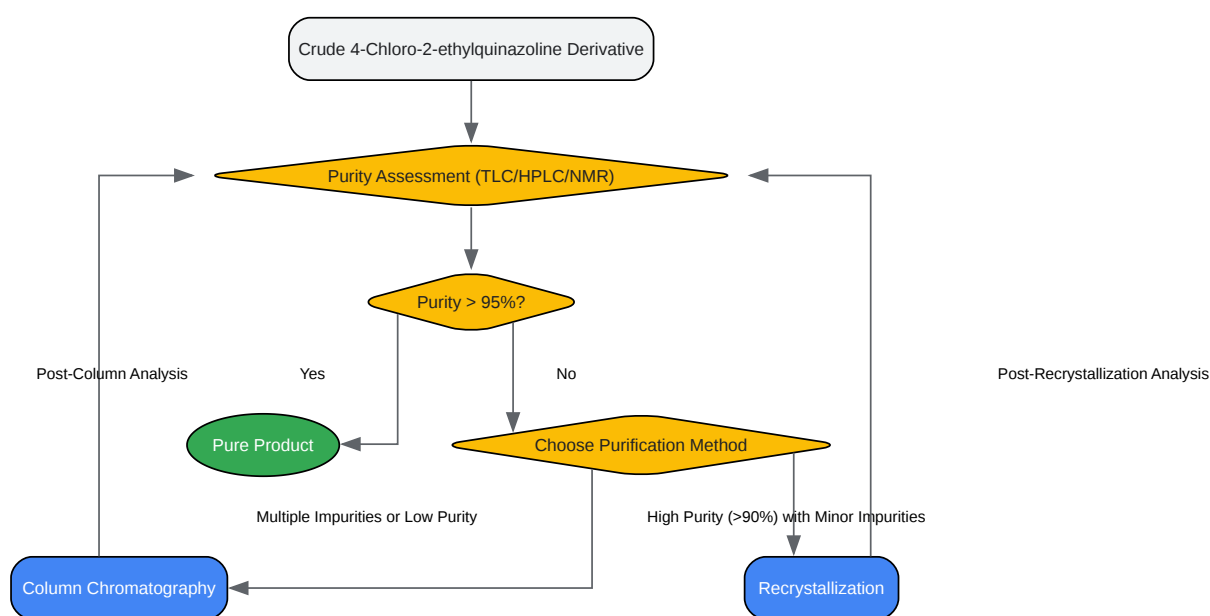 Crude 4-Chloro-2-ethylquinazoline Derivative
Purity Assessment (TLC/HPLC/NMR)
Purity > 95%?
Post-Column Analysis
Yes
No
Post-Recrystallization Analysis
Pure Product
Choose Purification Method
Multiple Impurities or Low Purity
High Purity (>90%) with Minor Impurities
Column Chromatography
Recrystallization